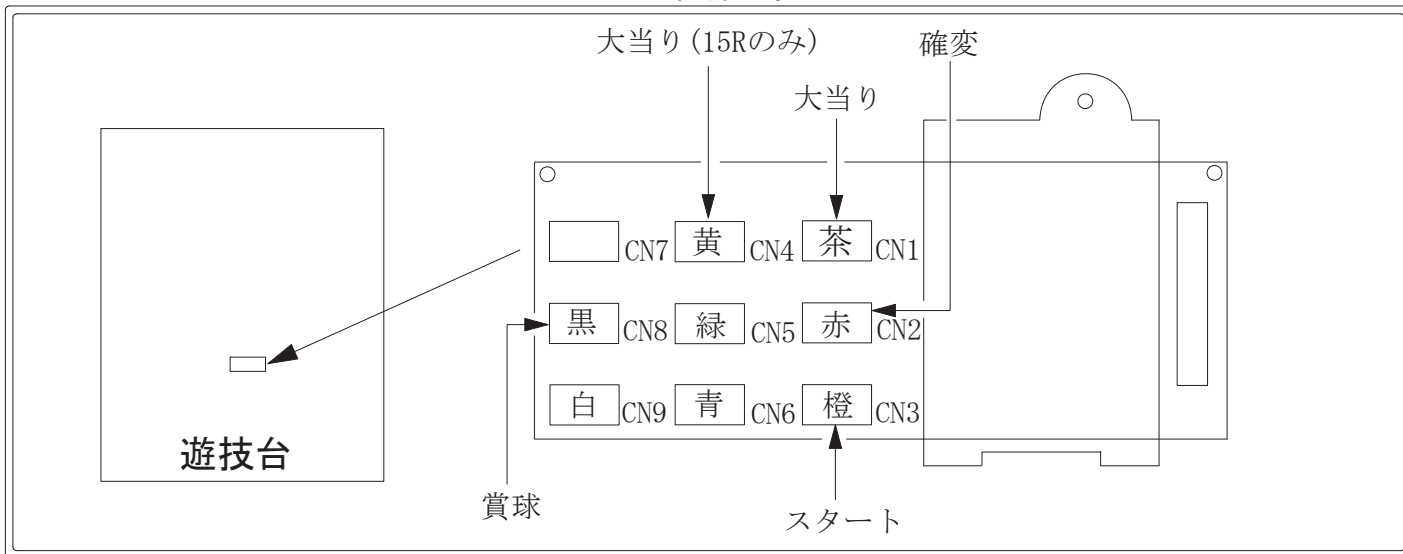 大当り(15Rのみ)
確変
大当り
CN7
黄
CN4
茶
CN1
黒
CN8
緑
CN5
赤
CN2
白
CN9
青
CN6
橙
CN3
遊技台
賞球
スタート